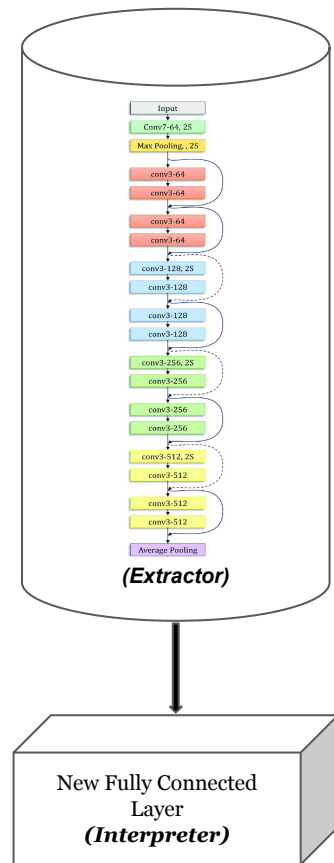 Input
Conv7-64, 2S
Max Pooling, , 2S
conv3-64
conv3-64
conv3-64
conv3-64
conv3-128, 2S
conv3-128
conv3-128
conv3-128
conv3-256, 2S
conv3-256
conv3-256
conv3-256
conv3-512, 2S
conv3-512
conv3-512
conv3-512
Average Pooling
(Extractor)
New Fully Connected
Layer
(Interpreter)